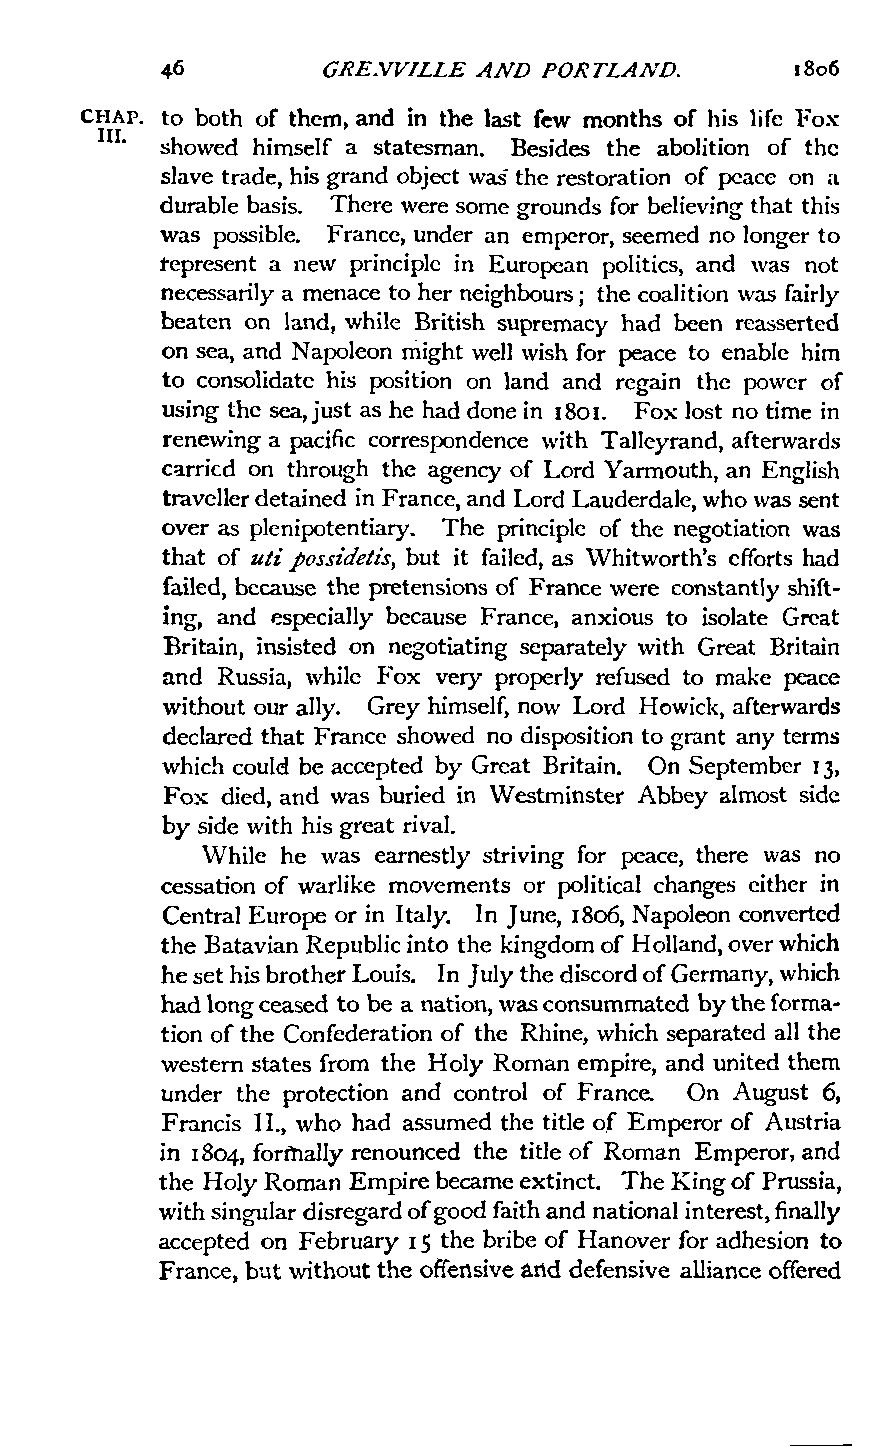 46 GRENVILLE AND PORTLAND. 1806
CHAP. III.
to both of them, and in the last few months of his life Fox
showed himself a statesman. Besides the abolition of the
slave trade, his grand object was the restoration of peace on a
durable basis. There were some grounds for believing that this
was possible. France, under an emperor, seemed no longer to
represent a new principle in European politics, and was not
necessarily a menace to her neighbours; the coalition was fairly
beaten on land, while British supremacy had been reasserted
on sea, and Napoleon might well wish for peace to enable him
to consolidate his position on land and regain the power of
using the sea, just as he had done in 1801. Fox lost no time in
renewing a pacific correspondence with Talleyrand, afterwards
carried on through the agency of Lord Yarmouth, an English
traveller detained in France, and Lord Lauderdale, who was sent
over as plenipotentiary. The principle of the negotiation was
that of uti possidetis, but it failed, as Whitworth's efforts had
failed, because the pretensions of France were constantly shift-
ing, and especially because France, anxious to isolate Great
Britain, insisted on negotiating separately with Great Britain
and Russia, while Fox very properly refused to make peace
without our ally. Grey himself, now Lord Howick, afterwards
declared that France showed no disposition to grant any terms
which could be accepted by Great Britain. On September 13,
Fox died, and was buried in Westminster Abbey almost side
by side with his great rival.
While he was earnestly striving for peace, there was no
cessation of warlike movements or political changes either in
Central Europe or in Italy. In June, 1806, Napoleon converted
the Batavian Republic into the kingdom of Holland, over which
he set his brother Louis. In July the discord of Germany, which
had long ceased to be a nation, was consummated by the forma-
tion of the Confederation of the Rhine, which separated all the
western states from the Holy Roman empire, and united them
under the protection and control of France. On August 6,
Francis II., who had assumed the title of Emperor of Austria
in 1804, formally renounced the title of Roman Emperor, and
the Holy Roman Empire became extinct. The King of Prussia,
with singular disregard of good faith and national interest, finally
accepted on February 15 the bribe of Hanover for adhesion to
France, but without the offensive and defensive alliance offered